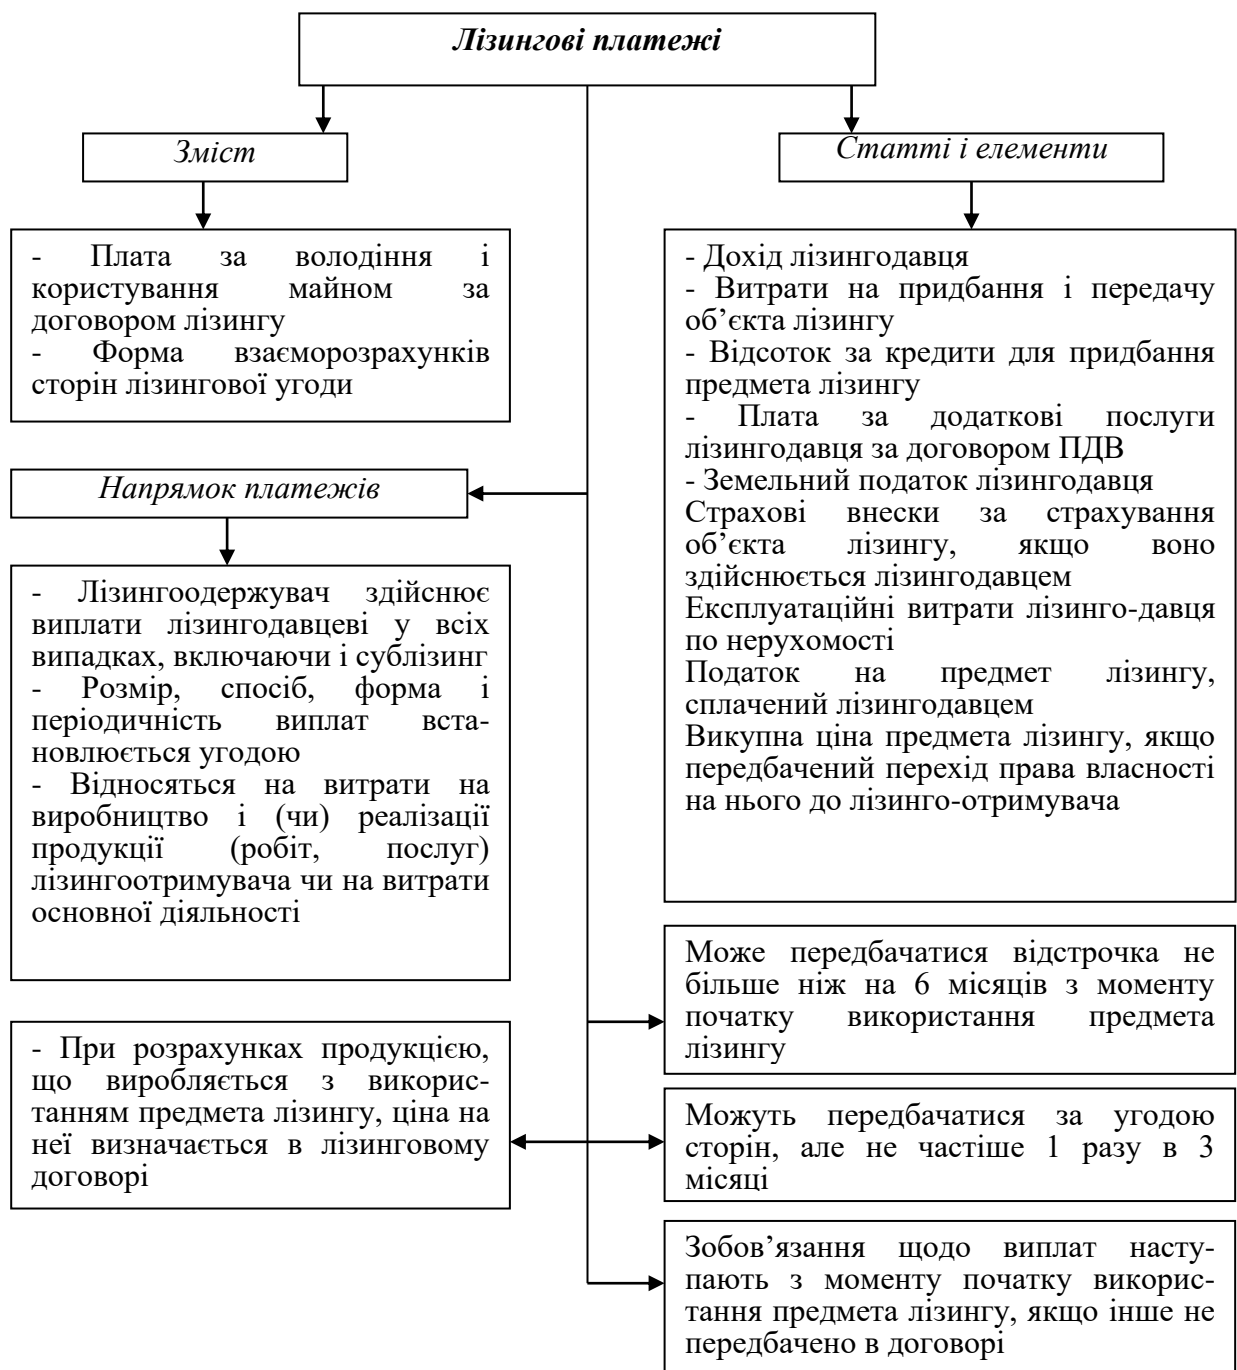 Лізингові платежі
Зміст
Статті і елементи
- Плата за володіння і
користування майном за
договором лізингу
- Форма взаєморозрахунків
сторін лізингової угоди
- Дохід лізингодавця
- Витрати на придбання і передачу
об’єкта лізингу
- Відсоток за кредити для придбання
предмета лізингу
- Плата за додаткові послуги
лізингодавця за договором ПДВ
- Земельний податок лізингодавця
Страхові внески за страхування
об’єкта лізингу, якщо воно
здійснюється лізингодавцем
Експлуатаційні витрати лізинго-давця
по нерухомості
Податок на предмет лізингу,
сплачений лізингодавцем
Викупна ціна предмета лізингу, якщо
передбачений перехід права власності
на нього до лізинго-отримувача
Напрямок платежів
- Лізингоодержувач здійснює
виплати лізингодавцеві у всіх
випадках, включаючи і сублізинг
- Розмір, спосіб, форма і
періодичність виплат вста-
новлюється угодою
- Відносяться на витрати на
виробництво і (чи) реалізації
продукції (робіт, послуг)
лізингоотримувача чи на витрати
основної діяльності
Може передбачатися відстрочка не
більше ніж на 6 місяців з моменту
початку використання предмета
лізингу
- При розрахунках продукцією,
що виробляється з викорис-
танням предмета лізингу, ціна на
неї визначається в лізинговому
договорі
Можуть передбачатися за угодою
сторін, але не частіше 1 разу в 3
місяці
Зобов’язання щодо виплат насту-
пають з моменту початку викорис-
тання предмета лізингу, якщо інше не
передбачено в договорі